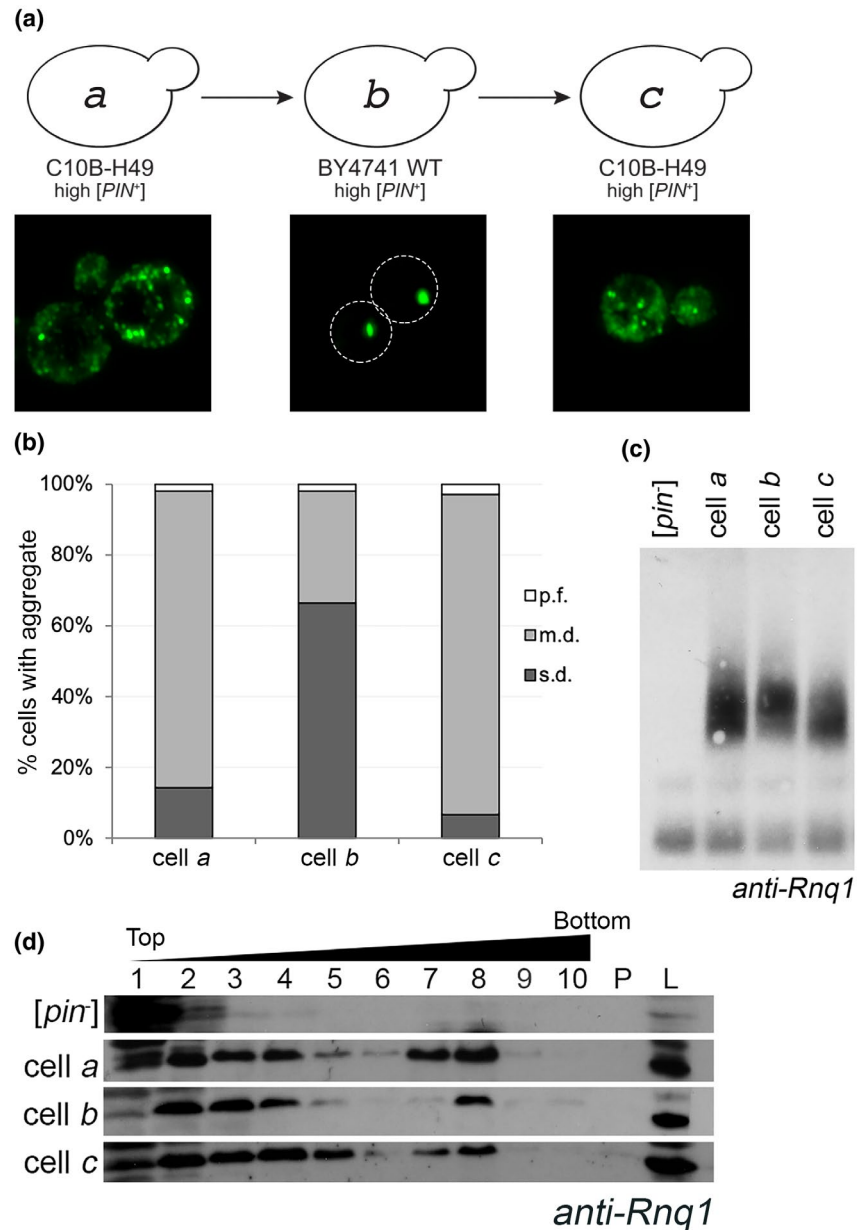 (a)
a b c
C10B-H49 BY4741 WT C10B-H49
high [PIN+] high [PIN+] high [PIN+]
(b)
100%
80%
60%
40%
20%
0%
% cells with aggregate
cell a cell b cell c
p.f.
m.d.
s.d.
(c)
[pin-] cell a cell b cell c
anti-Rnq1
(d)
Top Bottom
1 2 3 4 5 6 7 8 9 10 P L
[pin-]
cell a
cell b
cell c
anti-Rnq1